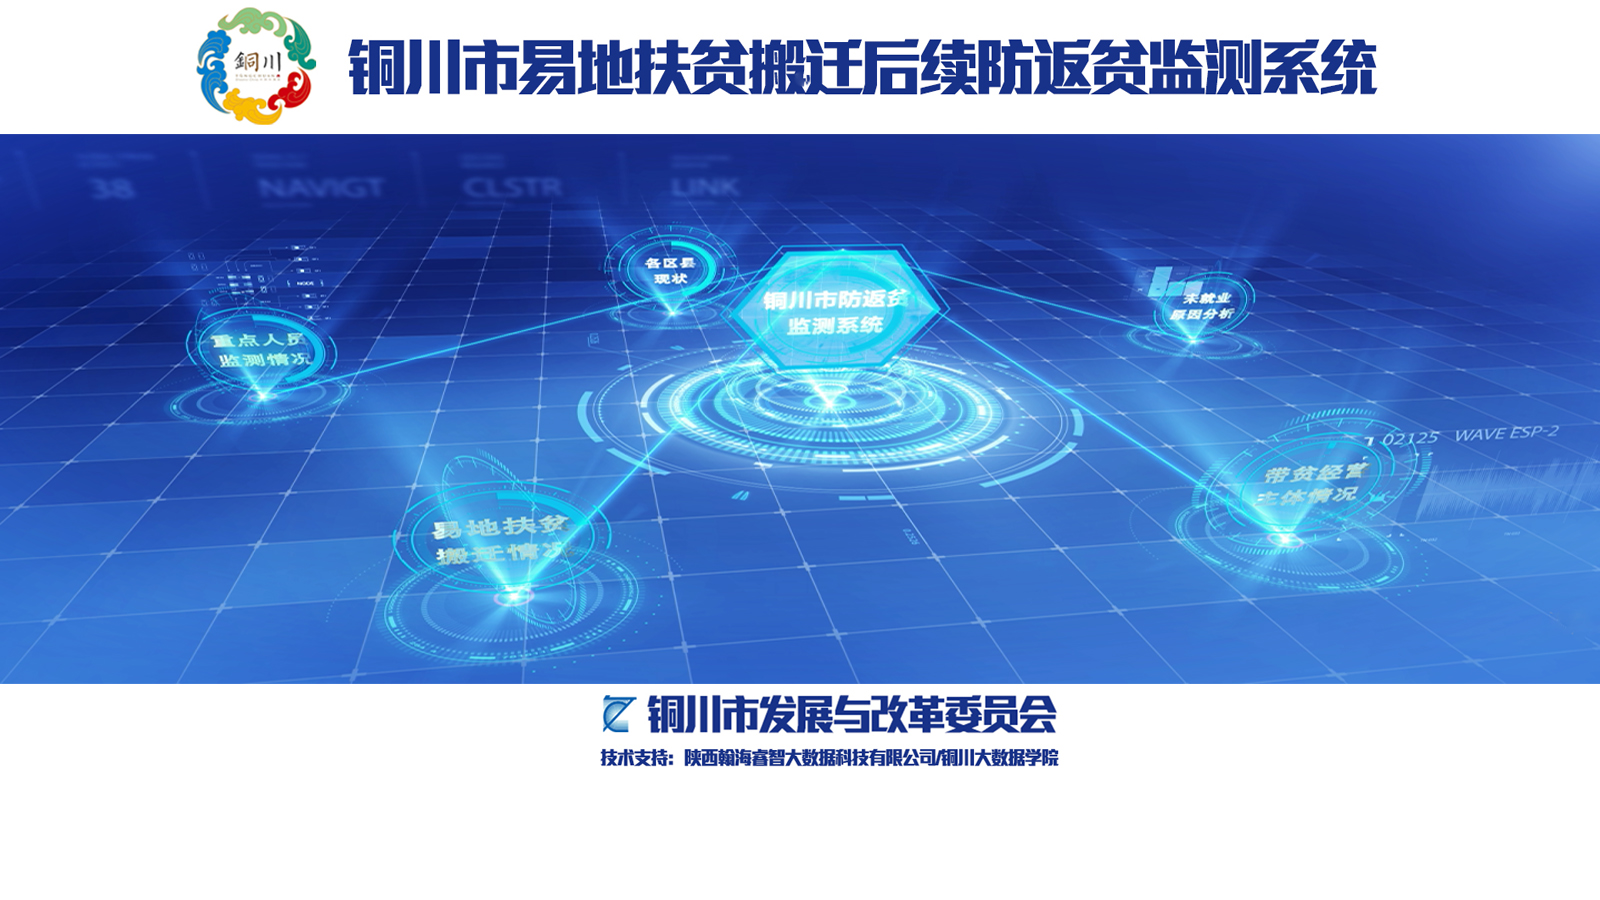 銅川
铜川市易地扶贫搬迁后续防返贫监测系统
38
NAVIGT
CLSTR
LINK
各区县
现状
铜川市防返贫
监测系统
未就业
原因分析
NODE
重点人员
监测情况
02125 WAVE ESP-2
带贫经营
主体情况
易地扶贫
搬迁情况
铜川市发展与改革委员会
技术支持：陕西翰海睿智大数据科技有限公司/铜川大数据学院